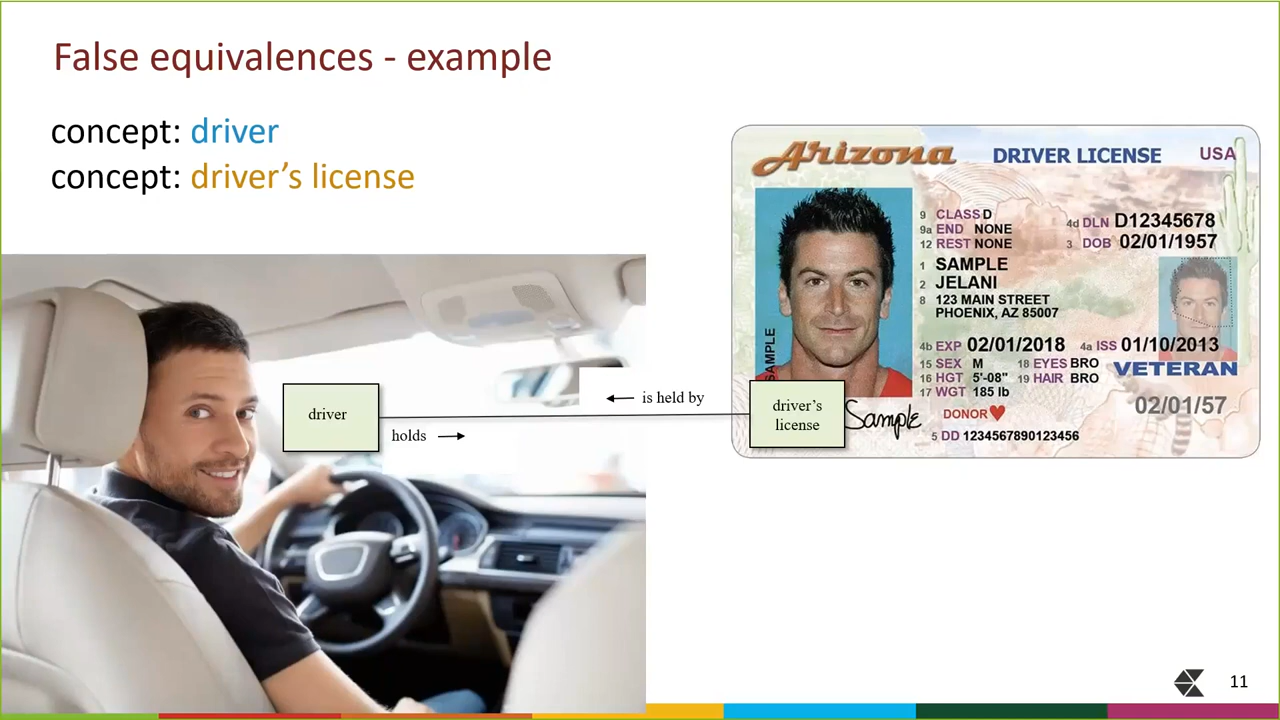 False equivalences - example
concept: driver
concept: driver’s license
Arizona DRIVER LICENSE USA
9 CLASS D
9a END NONE
12 REST NONE
4d DLN D12345678
3 DOB 02/01/1957
1 SAMPLE
2 JELANI
8 123 MAIN STREET
PHOENIX, AZ 85007
4b EXP 02/01/2018 4a ISS 01/10/2013
15 SEX M 18 EYES BRO
16 HGT 5'-08" 19 HAIR BRO
17 WGT 185 lb
VETERAN
02/01/57
DONOR
5 DD 1234567890123456
SAMPLE
Sample
driver
holds
is held by
driver’s
license
11